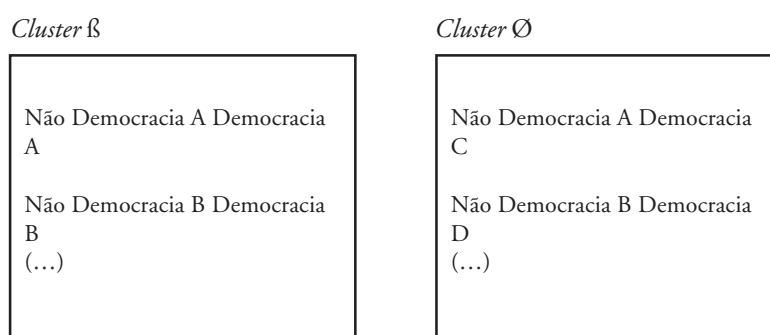 Cluster ß
Não Democracia A Democracia
A
Não Democracia B Democracia
B
(…)
Cluster Ø
Não Democracia A Democracia
C
Não Democracia B Democracia
D
(…)